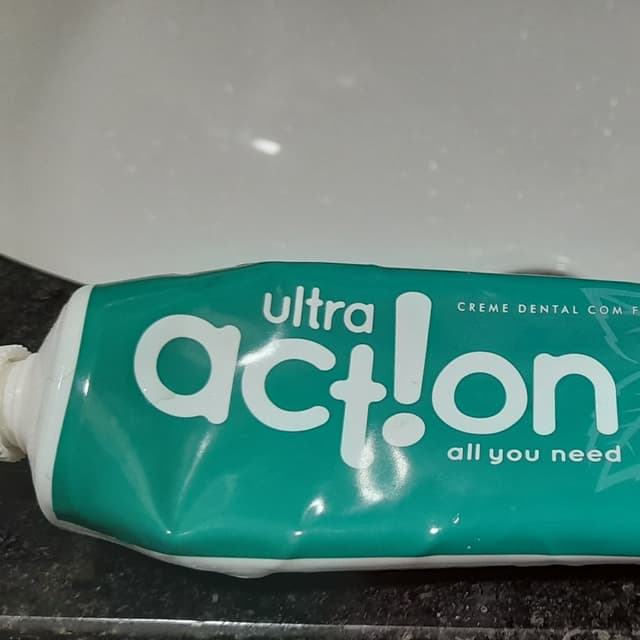 ultra
CREME DENTAL COM F
act!on
all you need